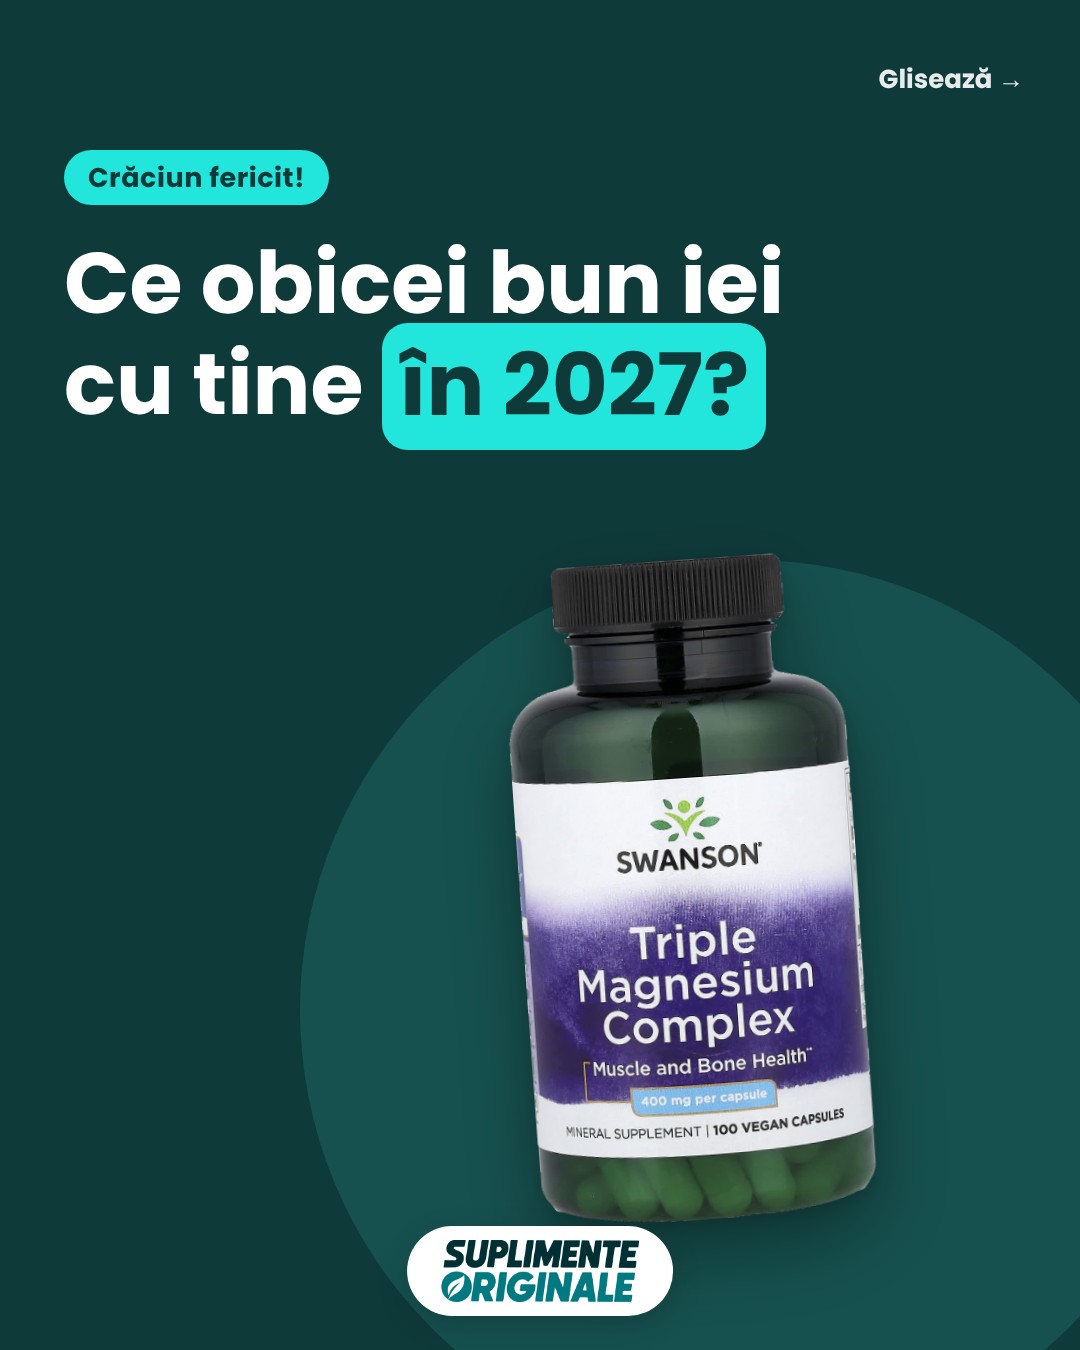 Glisează →
Crăciun fericit!
Ce obicei bun iei
cu tine în 2027?
SWANSON
Triple
Magnesium
Complex
Muscle and Bone Health**
400 mg per capsule
MINERAL SUPPLEMENT | 100 VEGAN CAPSULES
SUPLIMENTE
ORIGINALE